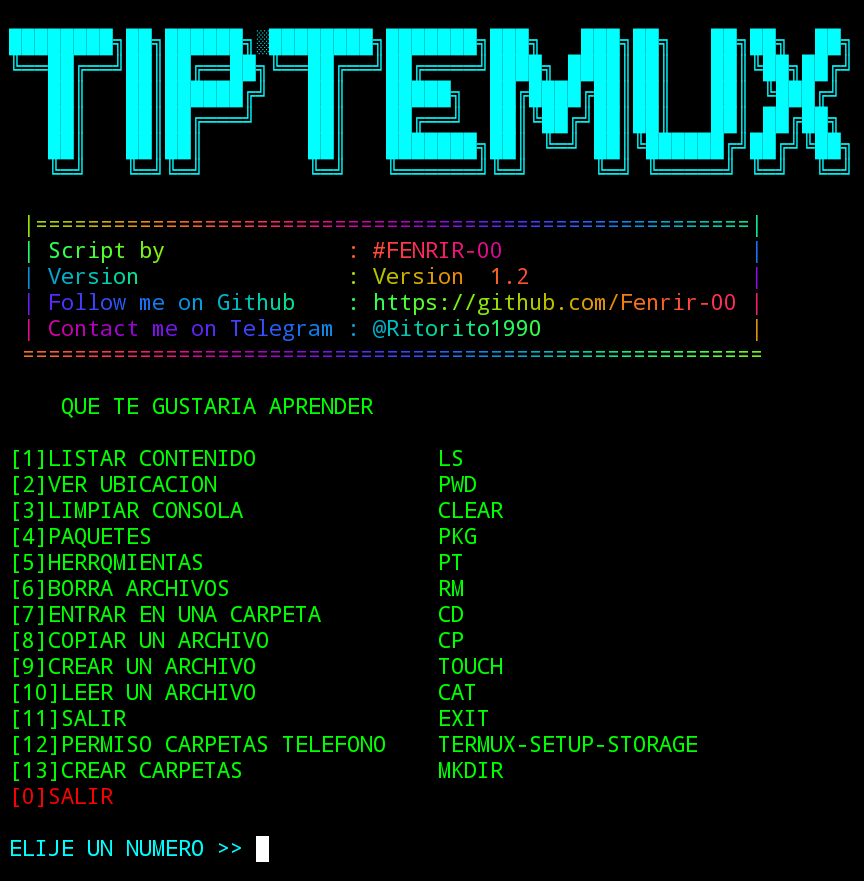 TIPTEMUX
|=======================================================|
| Script by : #FENRIR-00 |
| Version : Version 1.2 |
| Follow me on Github : https://github.com/Fenrir-00 |
| Contact me on Telegram : @Ritorito1990 |
=========================================================
QUE TE GUSTARIA APRENDER
[1]LISTAR CONTENIDO LS
[2]VER UBICACION PWD
[3]LIMPIAR CONSOLA CLEAR
[4]PAQUETES PKG
[5]HERRQMIENTAS PT
[6]BORRA ARCHIVOS RM
[7]ENTRAR EN UNA CARPETA CD
[8]COPIAR UN ARCHIVO CP
[9]CREAR UN ARCHIVO TOUCH
[10]LEER UN ARCHIVO CAT
[11]SALIR EXIT
[12]PERMISO CARPETAS TELEFONO TERMUX-SETUP-STORAGE
[13]CREAR CARPETAS MKDIR
[0]SALIR
ELIJE UN NUMERO >>